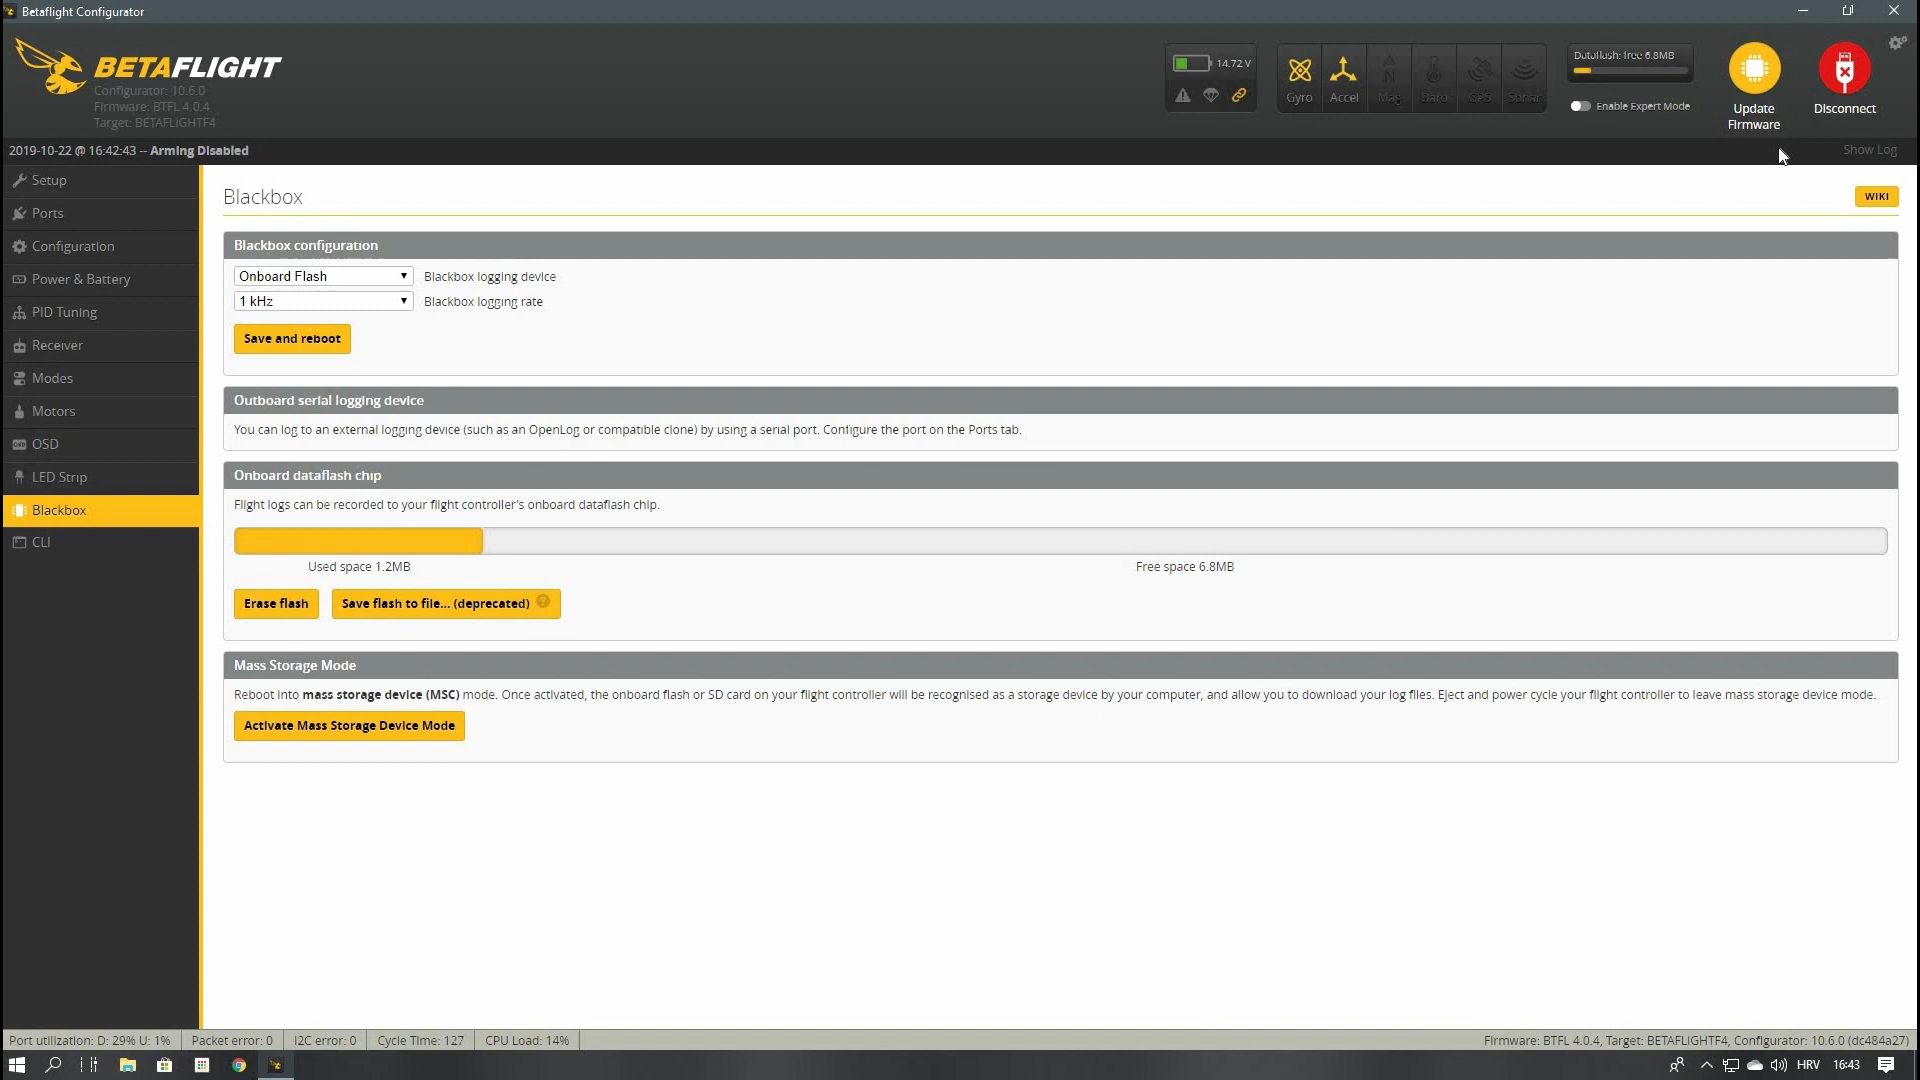 Betaflight Configurator
BETAFLIGHT
Configurator: 10.6.0
Firmware: BTFL 4.0.4
Target: BETAFLIGHTF4
14.72 V
Gyro
Accel
Mag
Baro
GPS
Sonar
Dataflash: free 6.8MB
Enable Expert Mode
Update
Firmware
Disconnect
2019-10-22 @ 16:42:43 -- Arming Disabled
Show Log
Setup
Ports
Configuration
Power & Battery
PID Tuning
Receiver
Modes
Motors
OSD
LED Strip
Blackbox
CLI
Blackbox
WIKI
Blackbox configuration
Onboard Flash
Blackbox logging device
1 kHz
Blackbox logging rate
Save and reboot
Outboard serial logging device
You can log to an external logging device (such as an OpenLog or compatible clone) by using a serial port. Configure the port on the Ports tab.
Onboard dataflash chip
Flight logs can be recorded to your flight controller's onboard dataflash chip.
Used space 1.2MB
Free space 6.8MB
Erase flash
Save flash to file... (deprecated) ?
Mass Storage Mode
Reboot into mass storage device (MSC) mode. Once activated, the onboard flash or SD card on your flight controller will be recognised as a storage device by your computer, and allow you to download your log files. Eject and power cycle your flight controller to leave mass storage device mode.
Activate Mass Storage Device Mode
Port utilization: D: 29% U: 1%
Packet error: 0
I2C error: 0
Cycle Time: 127
CPU Load: 14%
Firmware: BTFL 4.0.4, Target: BETAFLIGHTF4, Configurator: 10.6.0 (dc484a27)
HRV
16:43